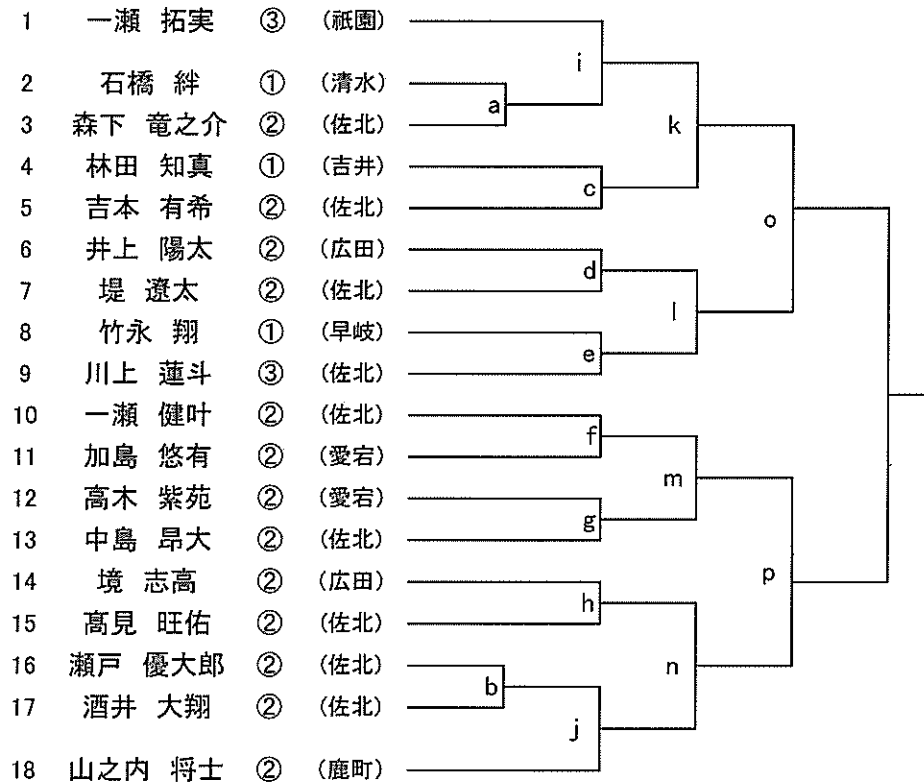 1 一瀬 拓実 ③ (祇園)
i
2 石橋 絆 ① (清水)
a
3 森下 竜之介 ② (佐北)
k
4 林田 知真 ① (吉井)
c
5 吉本 有希 ② (佐北)
o
6 井上 陽太 ② (広田)
d
7 堤 遼太 ② (佐北)
l
8 竹永 翔 ① (早岐)
e
9 川上 蓮斗 ③ (佐北)
10 一瀬 健叶 ② (佐北)
f
11 加島 悠有 ② (愛宕)
m
12 高木 紫苑 ② (愛宕)
g
13 中島 昂大 ② (佐北)
p
14 境 志高 ② (広田)
h
15 髙見 旺佑 ② (佐北)
n
16 瀬戸 優大郎 ② (佐北)
b
17 酒井 大翔 ② (佐北)
j
18 山之内 将士 ② (鹿町)